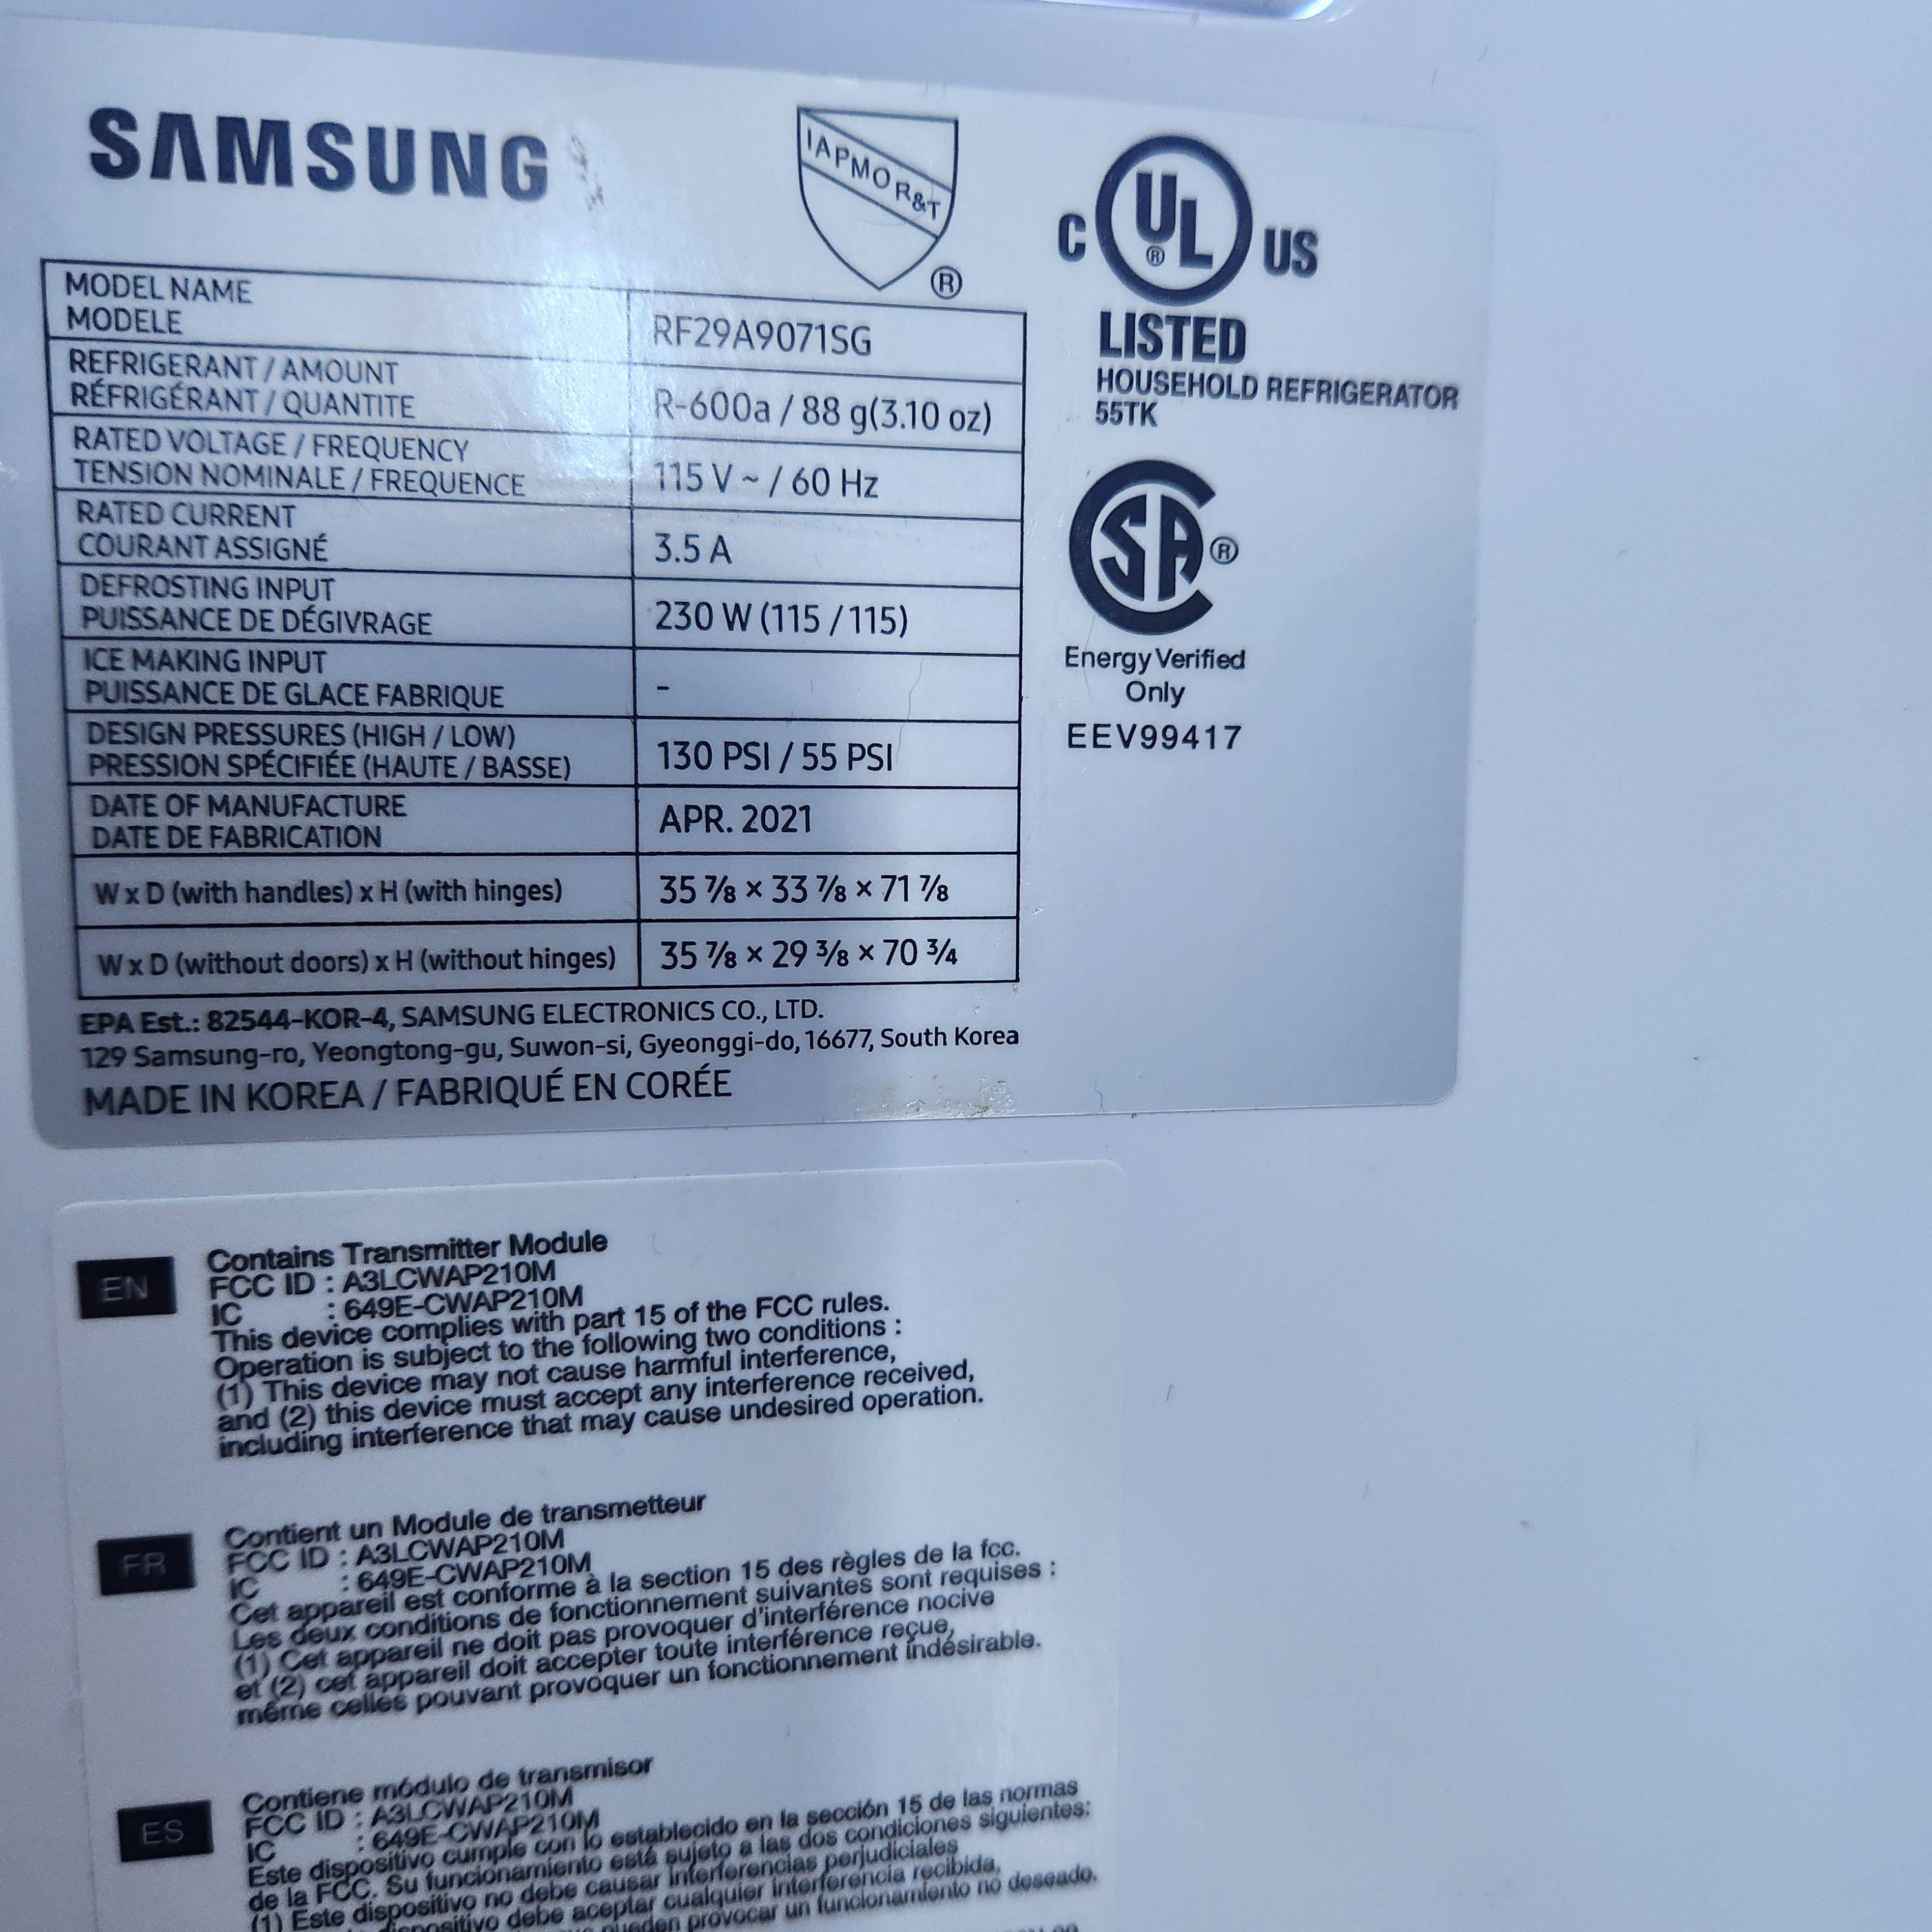 SAMSUNG
IAPMO R&T
®
C UL® US
LISTED
HOUSEHOLD REFRIGERATOR
55TK
MODEL NAME
MODELE
RF29A9071SG
REFRIGERANT / AMOUNT
RÉFRIGÉRANT / QUANTITE
R-600a / 88 g(3.10 oz)
RATED VOLTAGE / FREQUENCY
TENSION NOMINALE / FREQUENCE
115 V ~ / 60 Hz
RATED CURRENT
COURANT ASSIGNÉ
3.5 A
DEFROSTING INPUT
PUISSANCE DE DÉGIVRAGE
230 W (115 / 115)
ICE MAKING INPUT
PUISSANCE DE GLACE FABRIQUE
-
DESIGN PRESSURES (HIGH / LOW)
PRESSION SPÉCIFIÉE (HAUTE / BASSE)
130 PSI / 55 PSI
DATE OF MANUFACTURE
DATE DE FABRICATION
APR. 2021
W x D (with handles) x H (with hinges)
35 ⅞ × 33 ⅞ × 71 ⅞
W x D (without doors) x H (without hinges)
35 ⅞ × 29 ⅜ × 70 ¾
SA®
Energy Verified
Only
EEV99417
EPA Est.: 82544-KOR-4, SAMSUNG ELECTRONICS CO., LTD.
129 Samsung-ro, Yeongtong-gu, Suwon-si, Gyeonggi-do, 16677, South Korea
MADE IN KOREA / FABRIQUÉ EN CORÉE
EN
Contains Transmitter Module
FCC ID : A3LCWAP210M
IC : 649E-CWAP210M
This device complies with part 15 of the FCC rules.
Operation is subject to the following two conditions :
(1) This device may not cause harmful interference,
and (2) this device must accept any interference received,
including interference that may cause undesired operation.
FR
Contient un Module de transmetteur
FCC ID : A3LCWAP210M
IC : 649E-CWAP210M
Cet appareil est conforme à la section 15 des règles de la fcc.
Les deux conditions de fonctionnement suivantes sont requises :
(1) Cet appareil ne doit pas provoquer d'interférence nocive
et (2) cet appareil doit accepter toute interférence reçue,
même celles pouvant provoquer un fonctionnement indésirable.
ES
Contiene módulo de transmisor
FCC ID : A3LCWAP210M
IC : 649E-CWAP210M
Este dispositivo cumple con lo establecido en la sección 15 de las normas
de la FCC. Su funcionamiento está sujeto a las dos condiciones siguientes:
(1) Este dispositivo no debe causar interferencias perjudiciales
dispositivo debe aceptar cualquier interferencia recibida,
pueden provocar un funcionamiento no deseado.